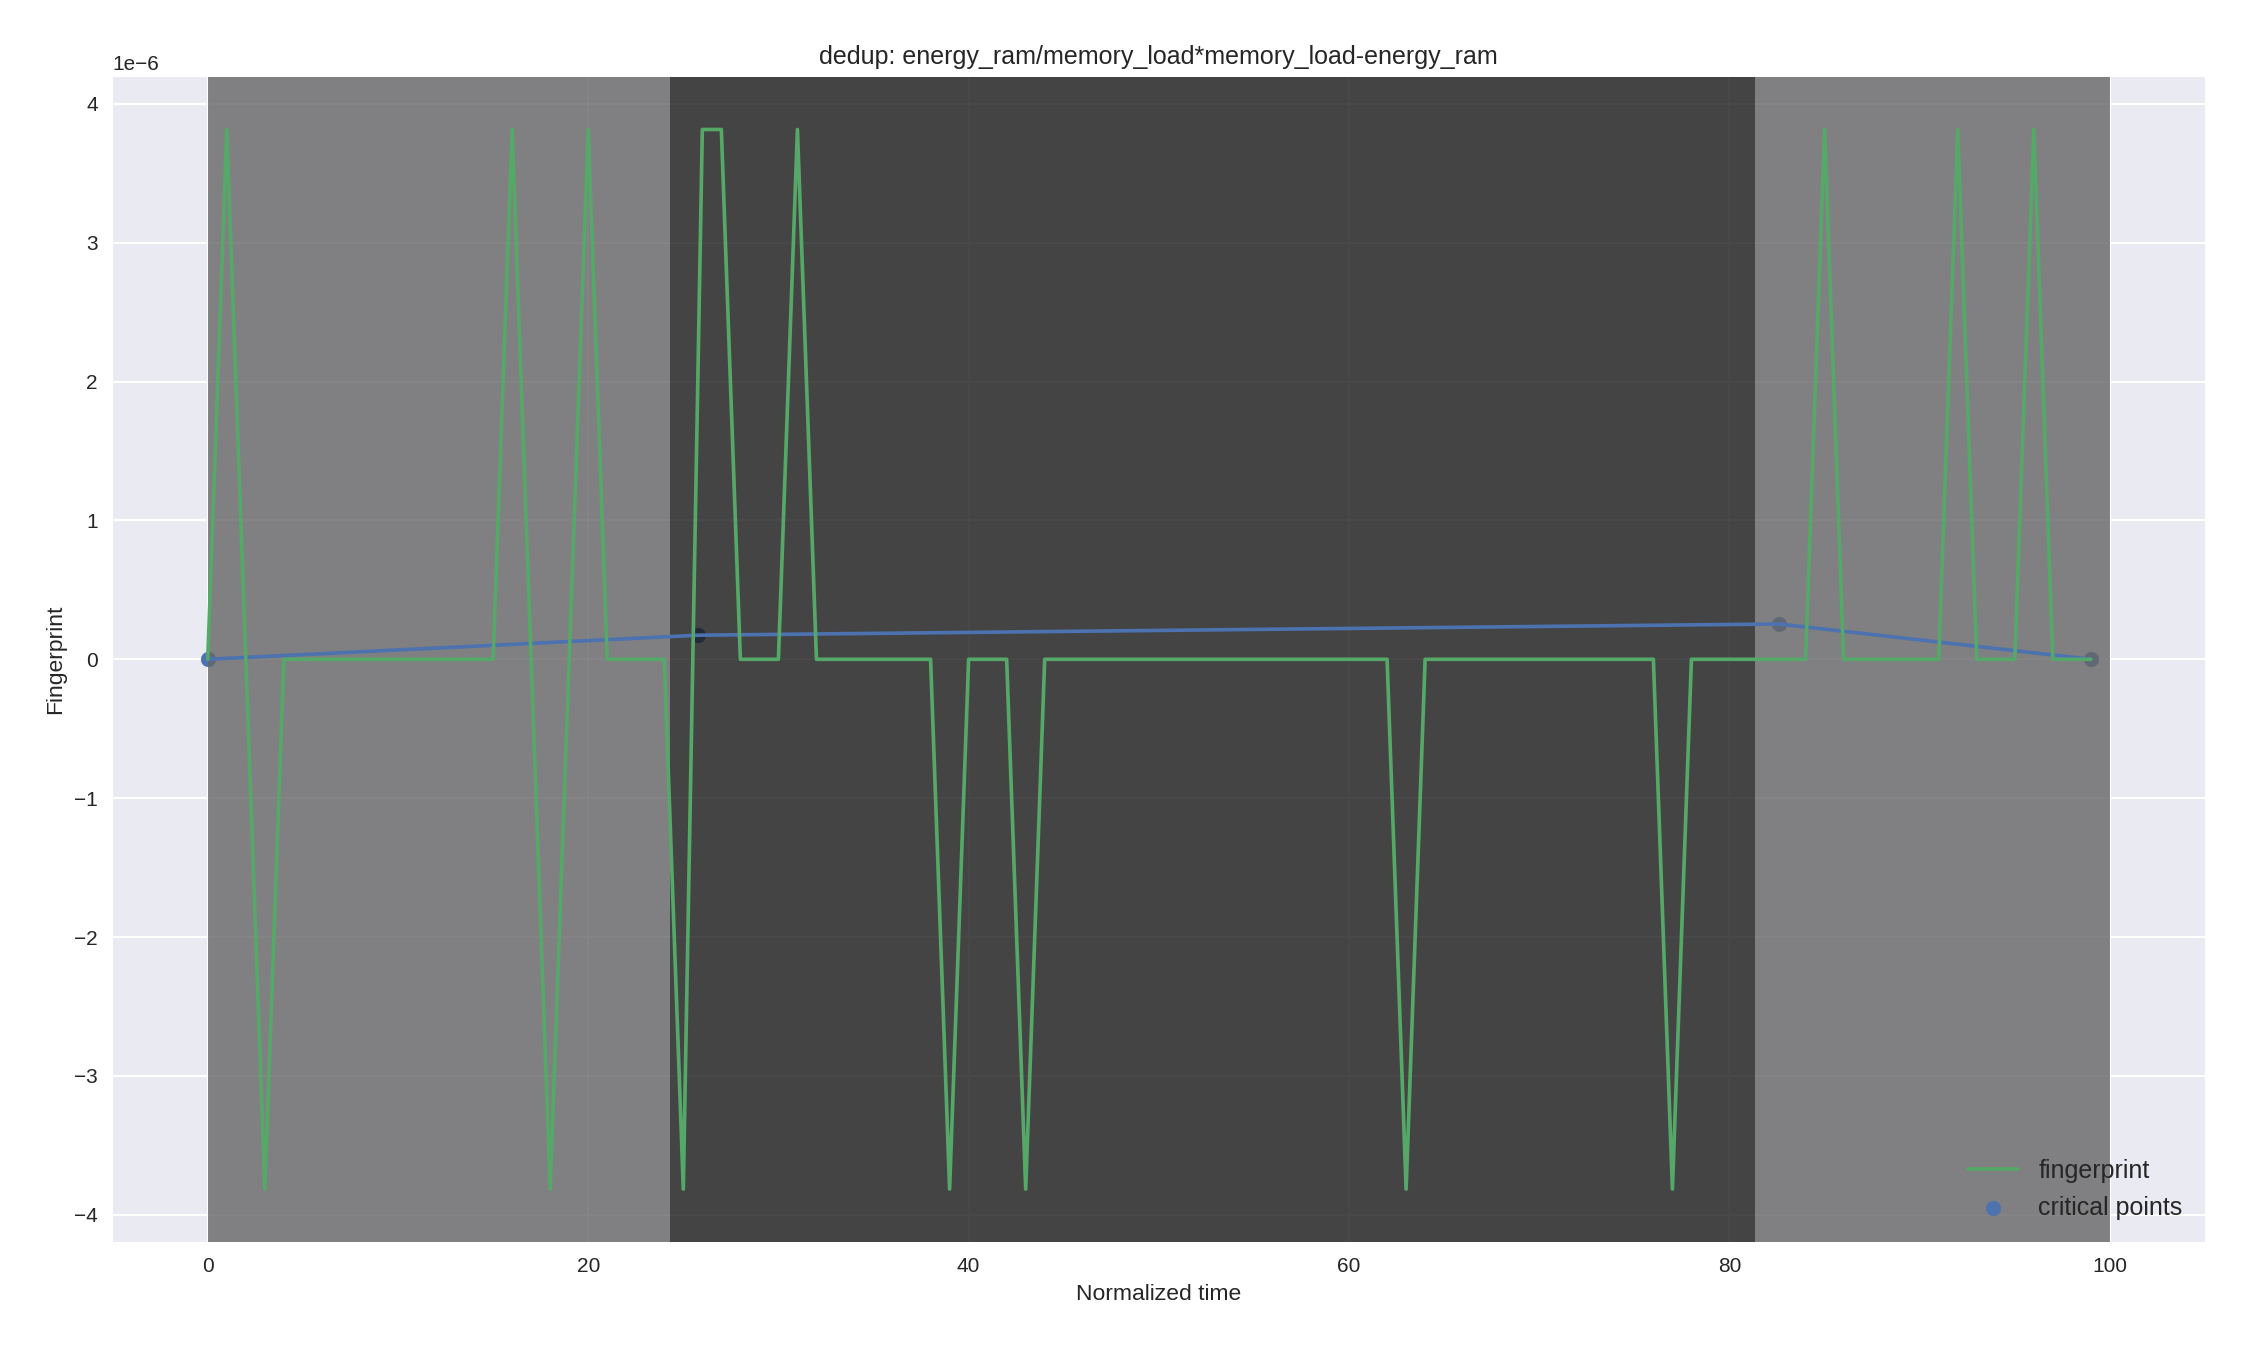 dedup: energy_ram/memory_load*memory_load-energy_ram
1e−6
4
3
2
1
0
−1
−2
−3
−4
Fingerprint
fingerprint
critical points
0 20 40 60 80 100
Normalized time